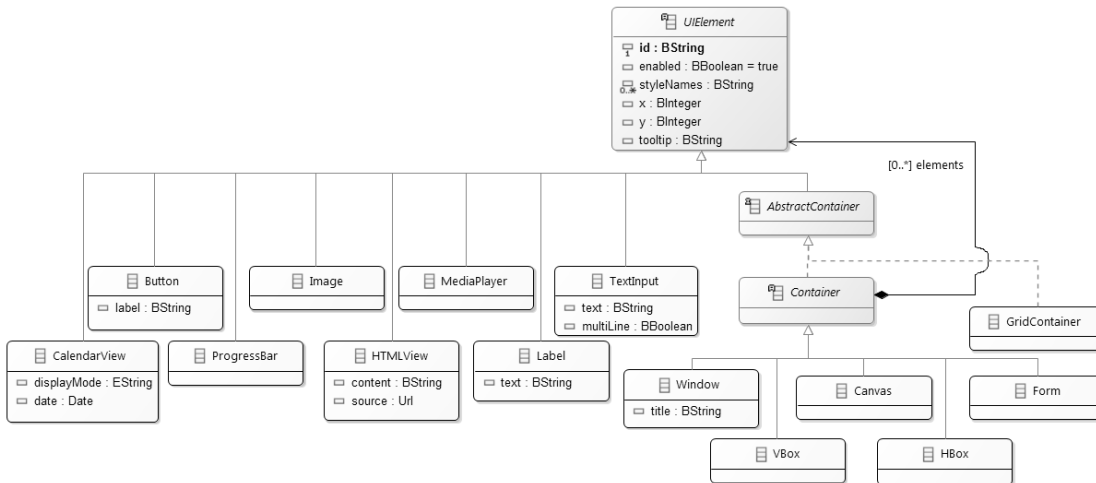 UIElement
id : BString
1
enabled : BBoolean = true
styleNames : BString
0..*
x : BInteger
y : BInteger
tooltip : BString
[0..*] elements
AbstractContainer
Button
label : BString
Image
MediaPlayer
TextInput
text : BString
multiLine : BBoolean
Container
GridContainer
CalendarView
displayMode : EString
date : Date
ProgressBar
HTMLView
content : BString
source : Url
Label
text : BString
Window
title : BString
Canvas
Form
VBox
HBox